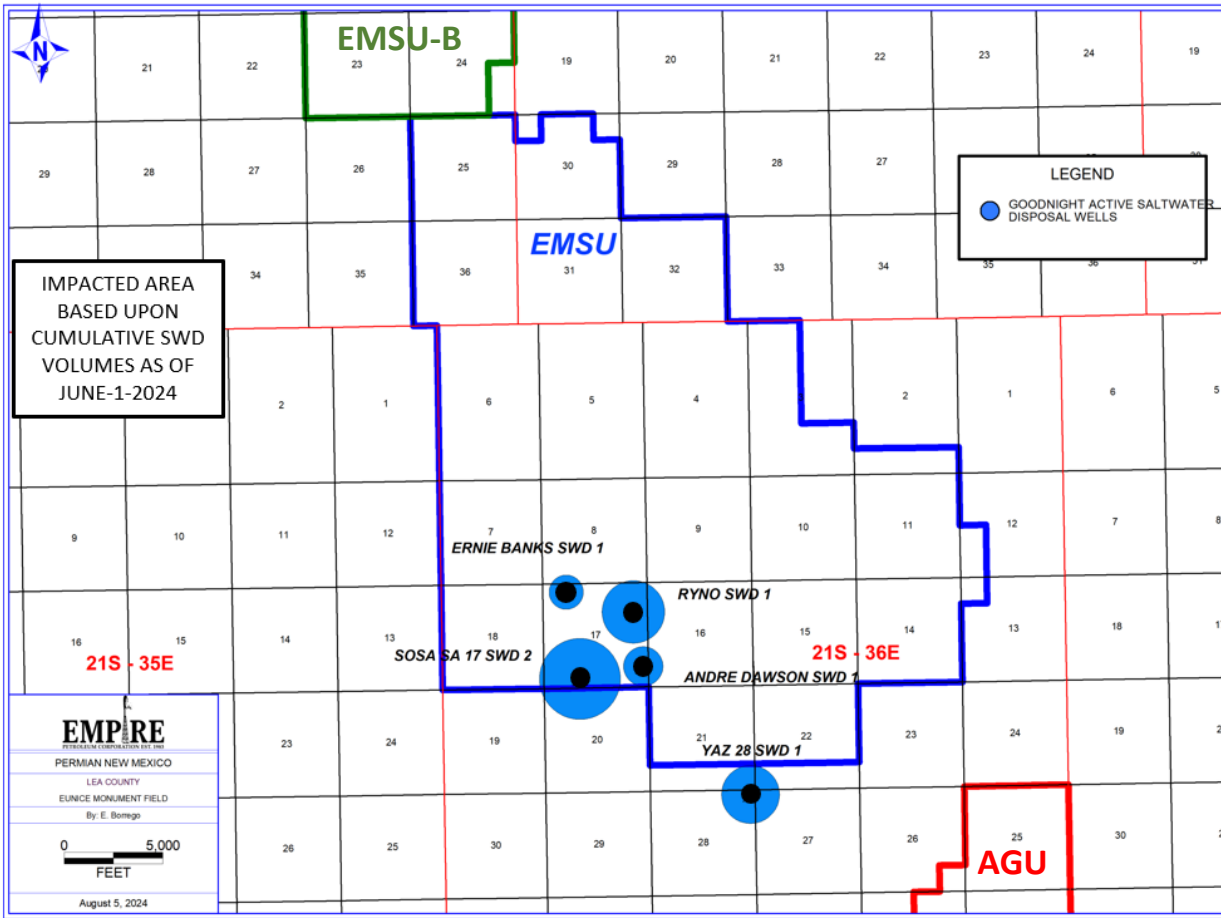 EMSU-B
N
21 22 23 24 19 20 21 22 23 24 19
29 28 27 26 25 30 29 28 27
LEGEND
GOODNIGHT ACTIVE SALTWATER
DISPOSAL WELLS
EMSU
34 35 36 31 32 33 34 35 36 31
IMPACTED AREA
BASED UPON
CUMULATIVE SWD
VOLUMES AS OF
JUNE-1-2024
2 1 6 5 4 2 1 6 5
9 10 11 12 7 8 9 10 11 12 7 8
ERNIE BANKS SWD 1
RYNO SWD 1
16 15 14 13 18 17 16 15 14 13 18
21S - 35E
SOSA SA 17 SWD 2
21S - 36E
ANDRE DAWSON SWD 1
EMPIRE
PETROLEUM CORPORATION EST. 1983
23 24 19 20 21 22 23 24 19
YAZ 28 SWD 1
PERMIAN NEW MEXICO
LEA COUNTY
EUNICE MONUMENT FIELD
By: E. Borrego
0 5,000
FEET
August 5, 2024
26 25 30 29 28 27 26 25 30
AGU